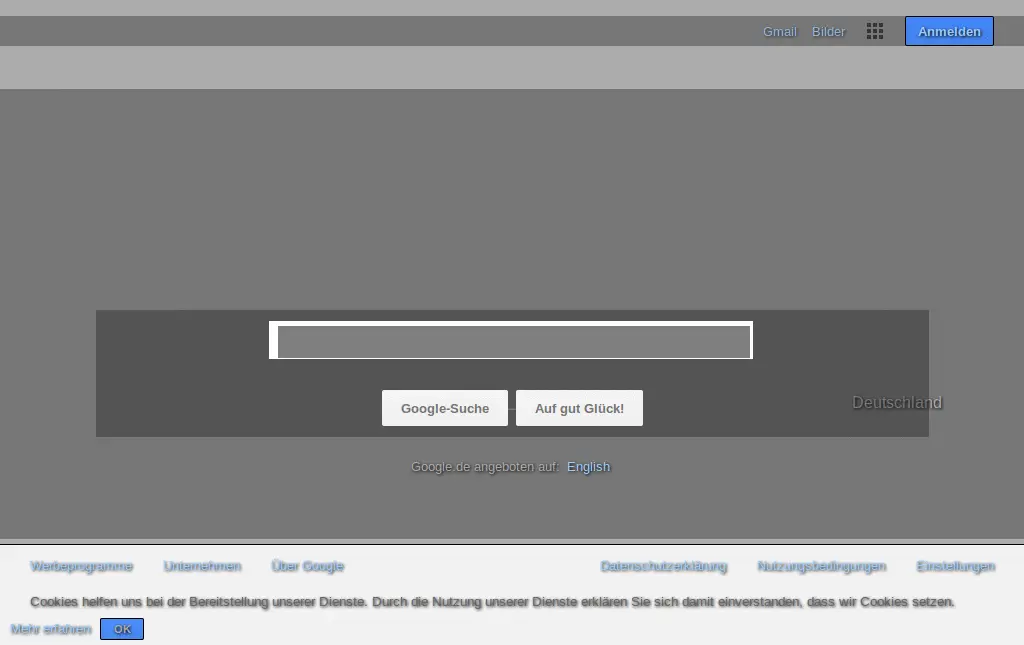 Gmail Bilder Anmelden
Google-Suche Auf gut Glück!
Deutschland
Google.de angeboten auf: English
Werbeprogramme Unternehmen Über Google Datenschutzerklärung Nutzungsbedingungen Einstellungen
Cookies helfen uns bei der Bereitstellung unserer Dienste. Durch die Nutzung unserer Dienste erklären Sie sich damit einverstanden, dass wir Cookies setzen.
Mehr erfahren OK